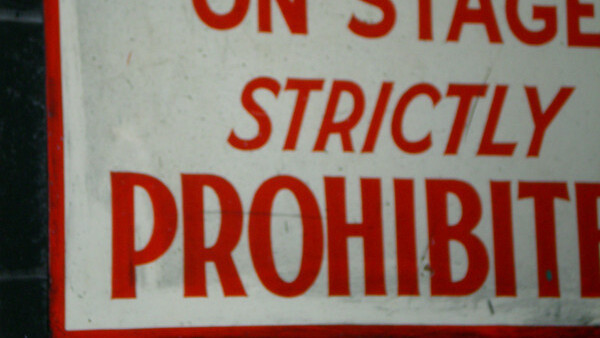 ON STAGE
STRICTLY
PROHIBITE